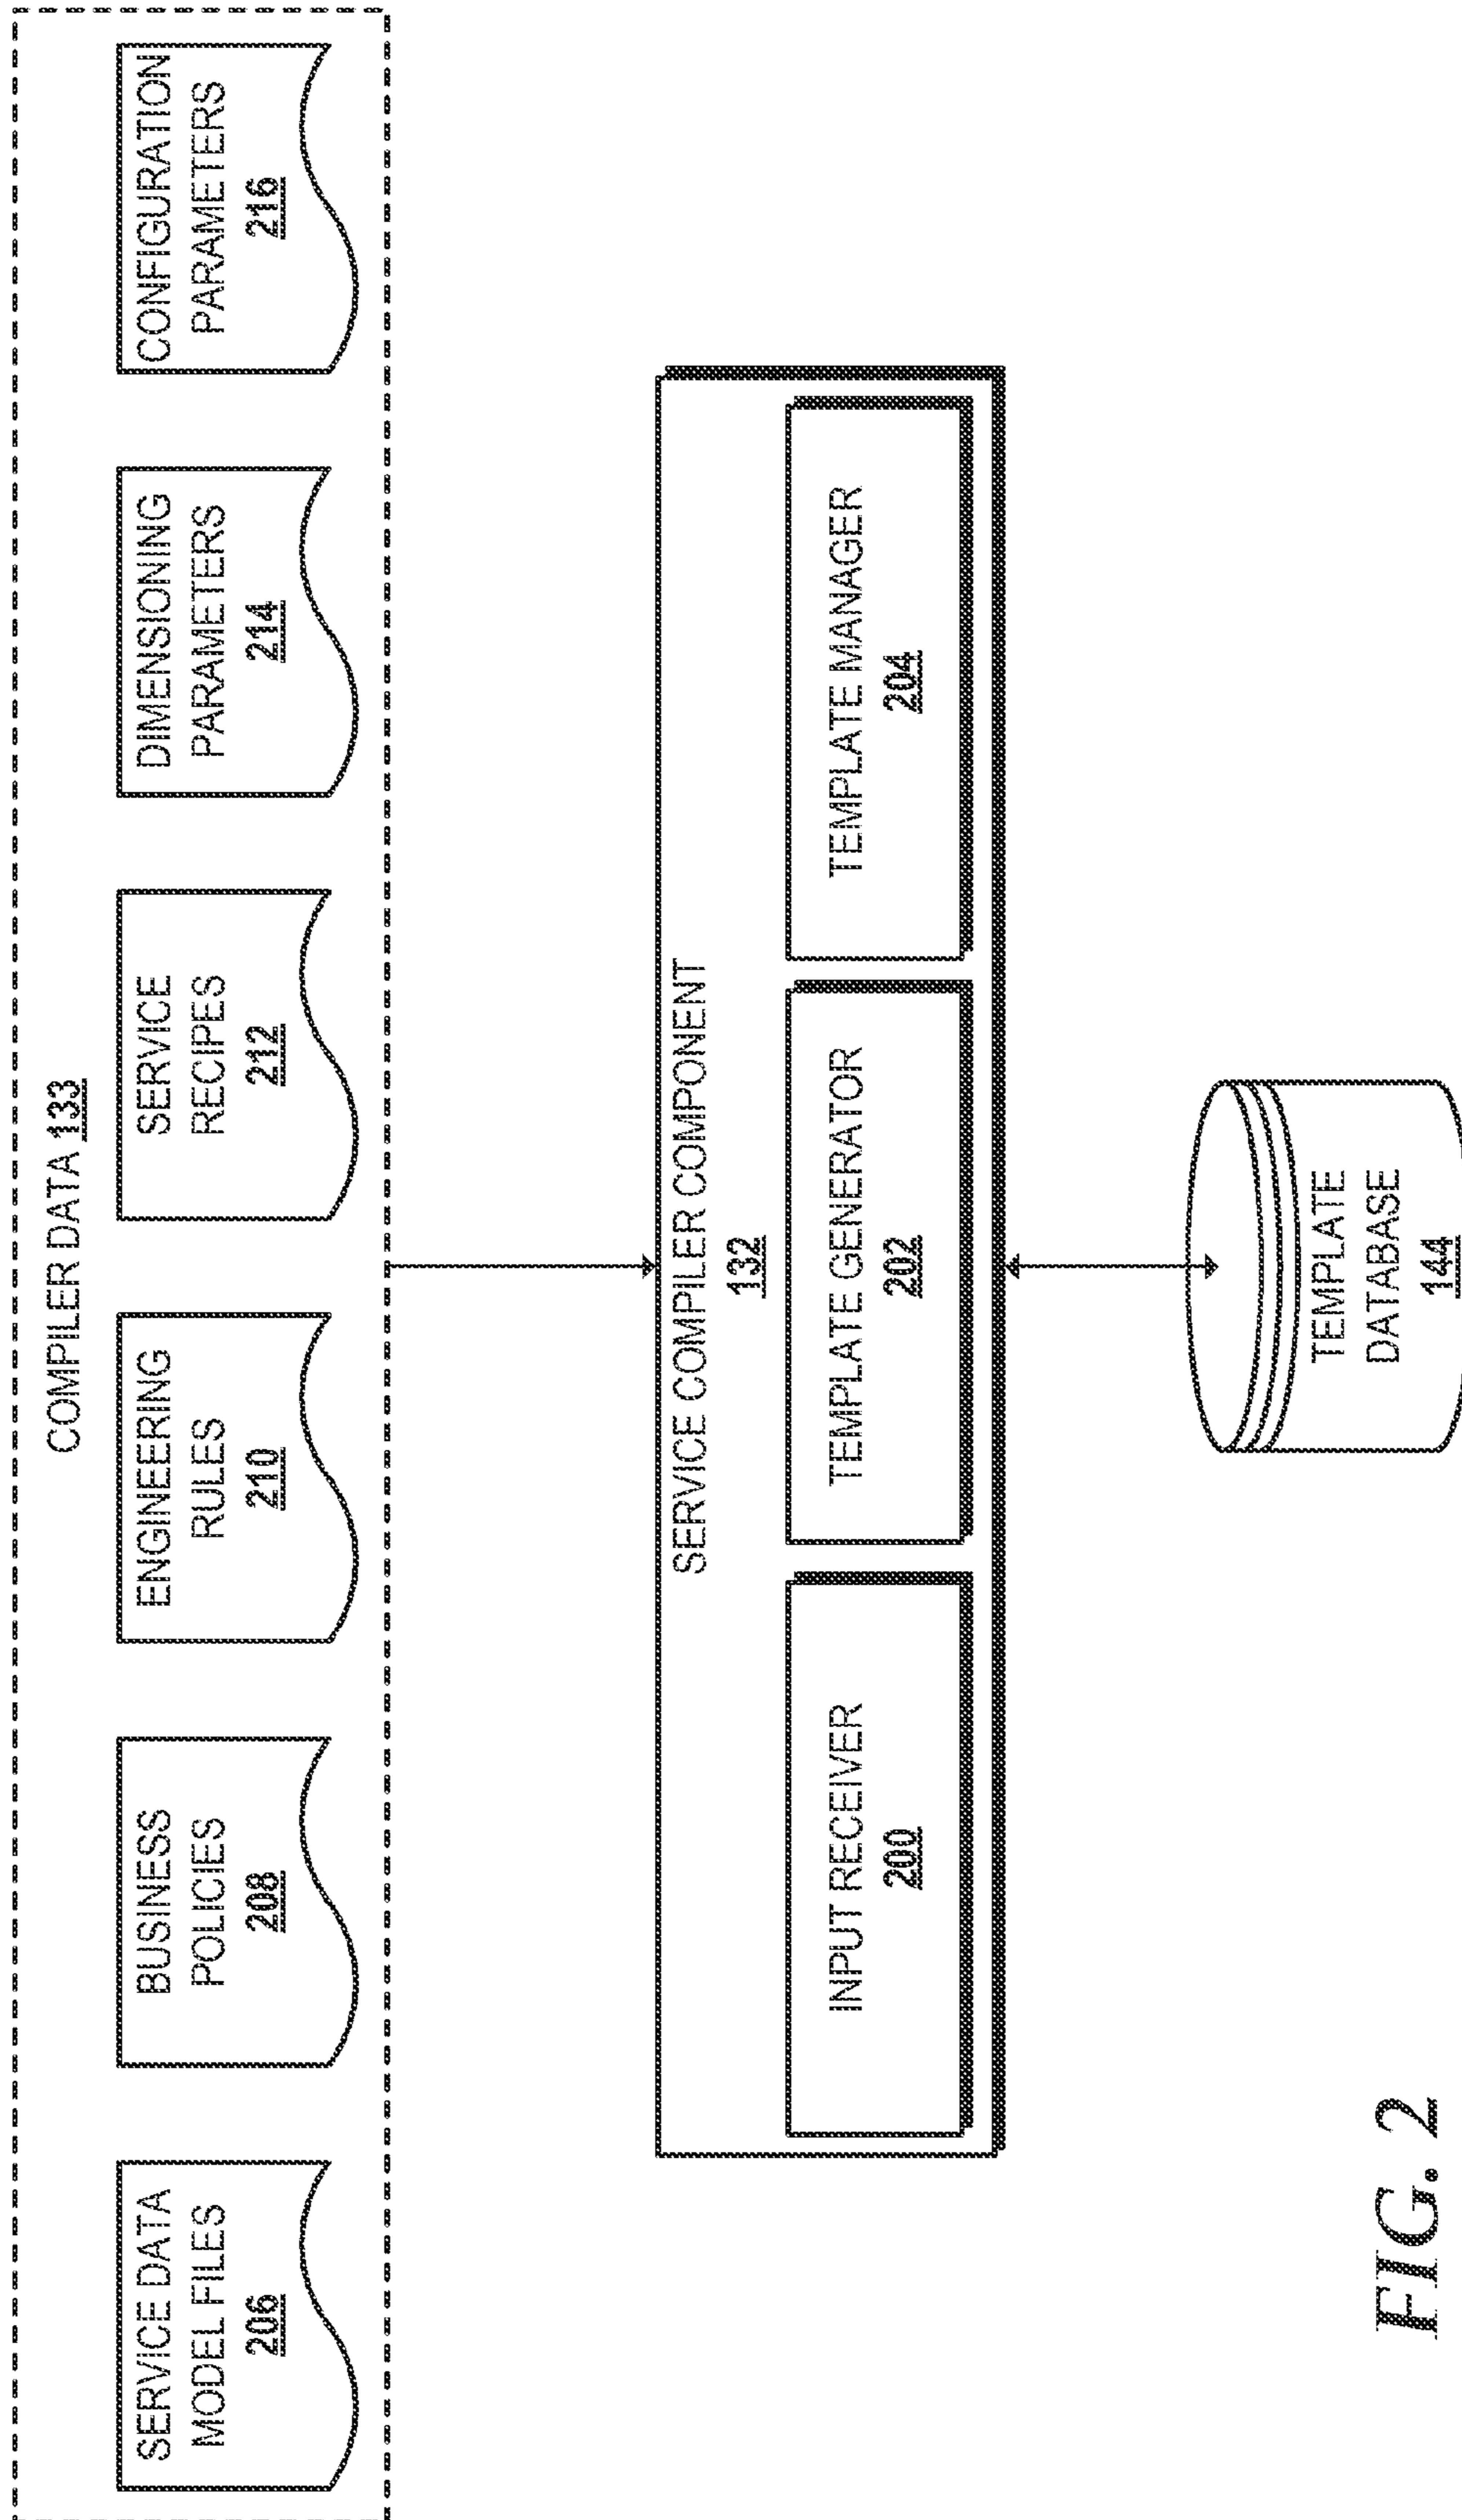 COMPILER DATA 133
SERVICE DATA
MODEL FILES
206
BUSINESS
POLICIES
208
ENGINEERING
RULES
210
SERVICE
RECIPES
212
DIMENSIONING
PARAMETERS
214
CONFIGURATION
PARAMETERS
216
SERVICE COMPILER COMPONENT
132
INPUT RECEIVER
200
TEMPLATE GENERATOR
202
TEMPLATE MANAGER
204
TEMPLATE
DATABASE
144
FIG. 2